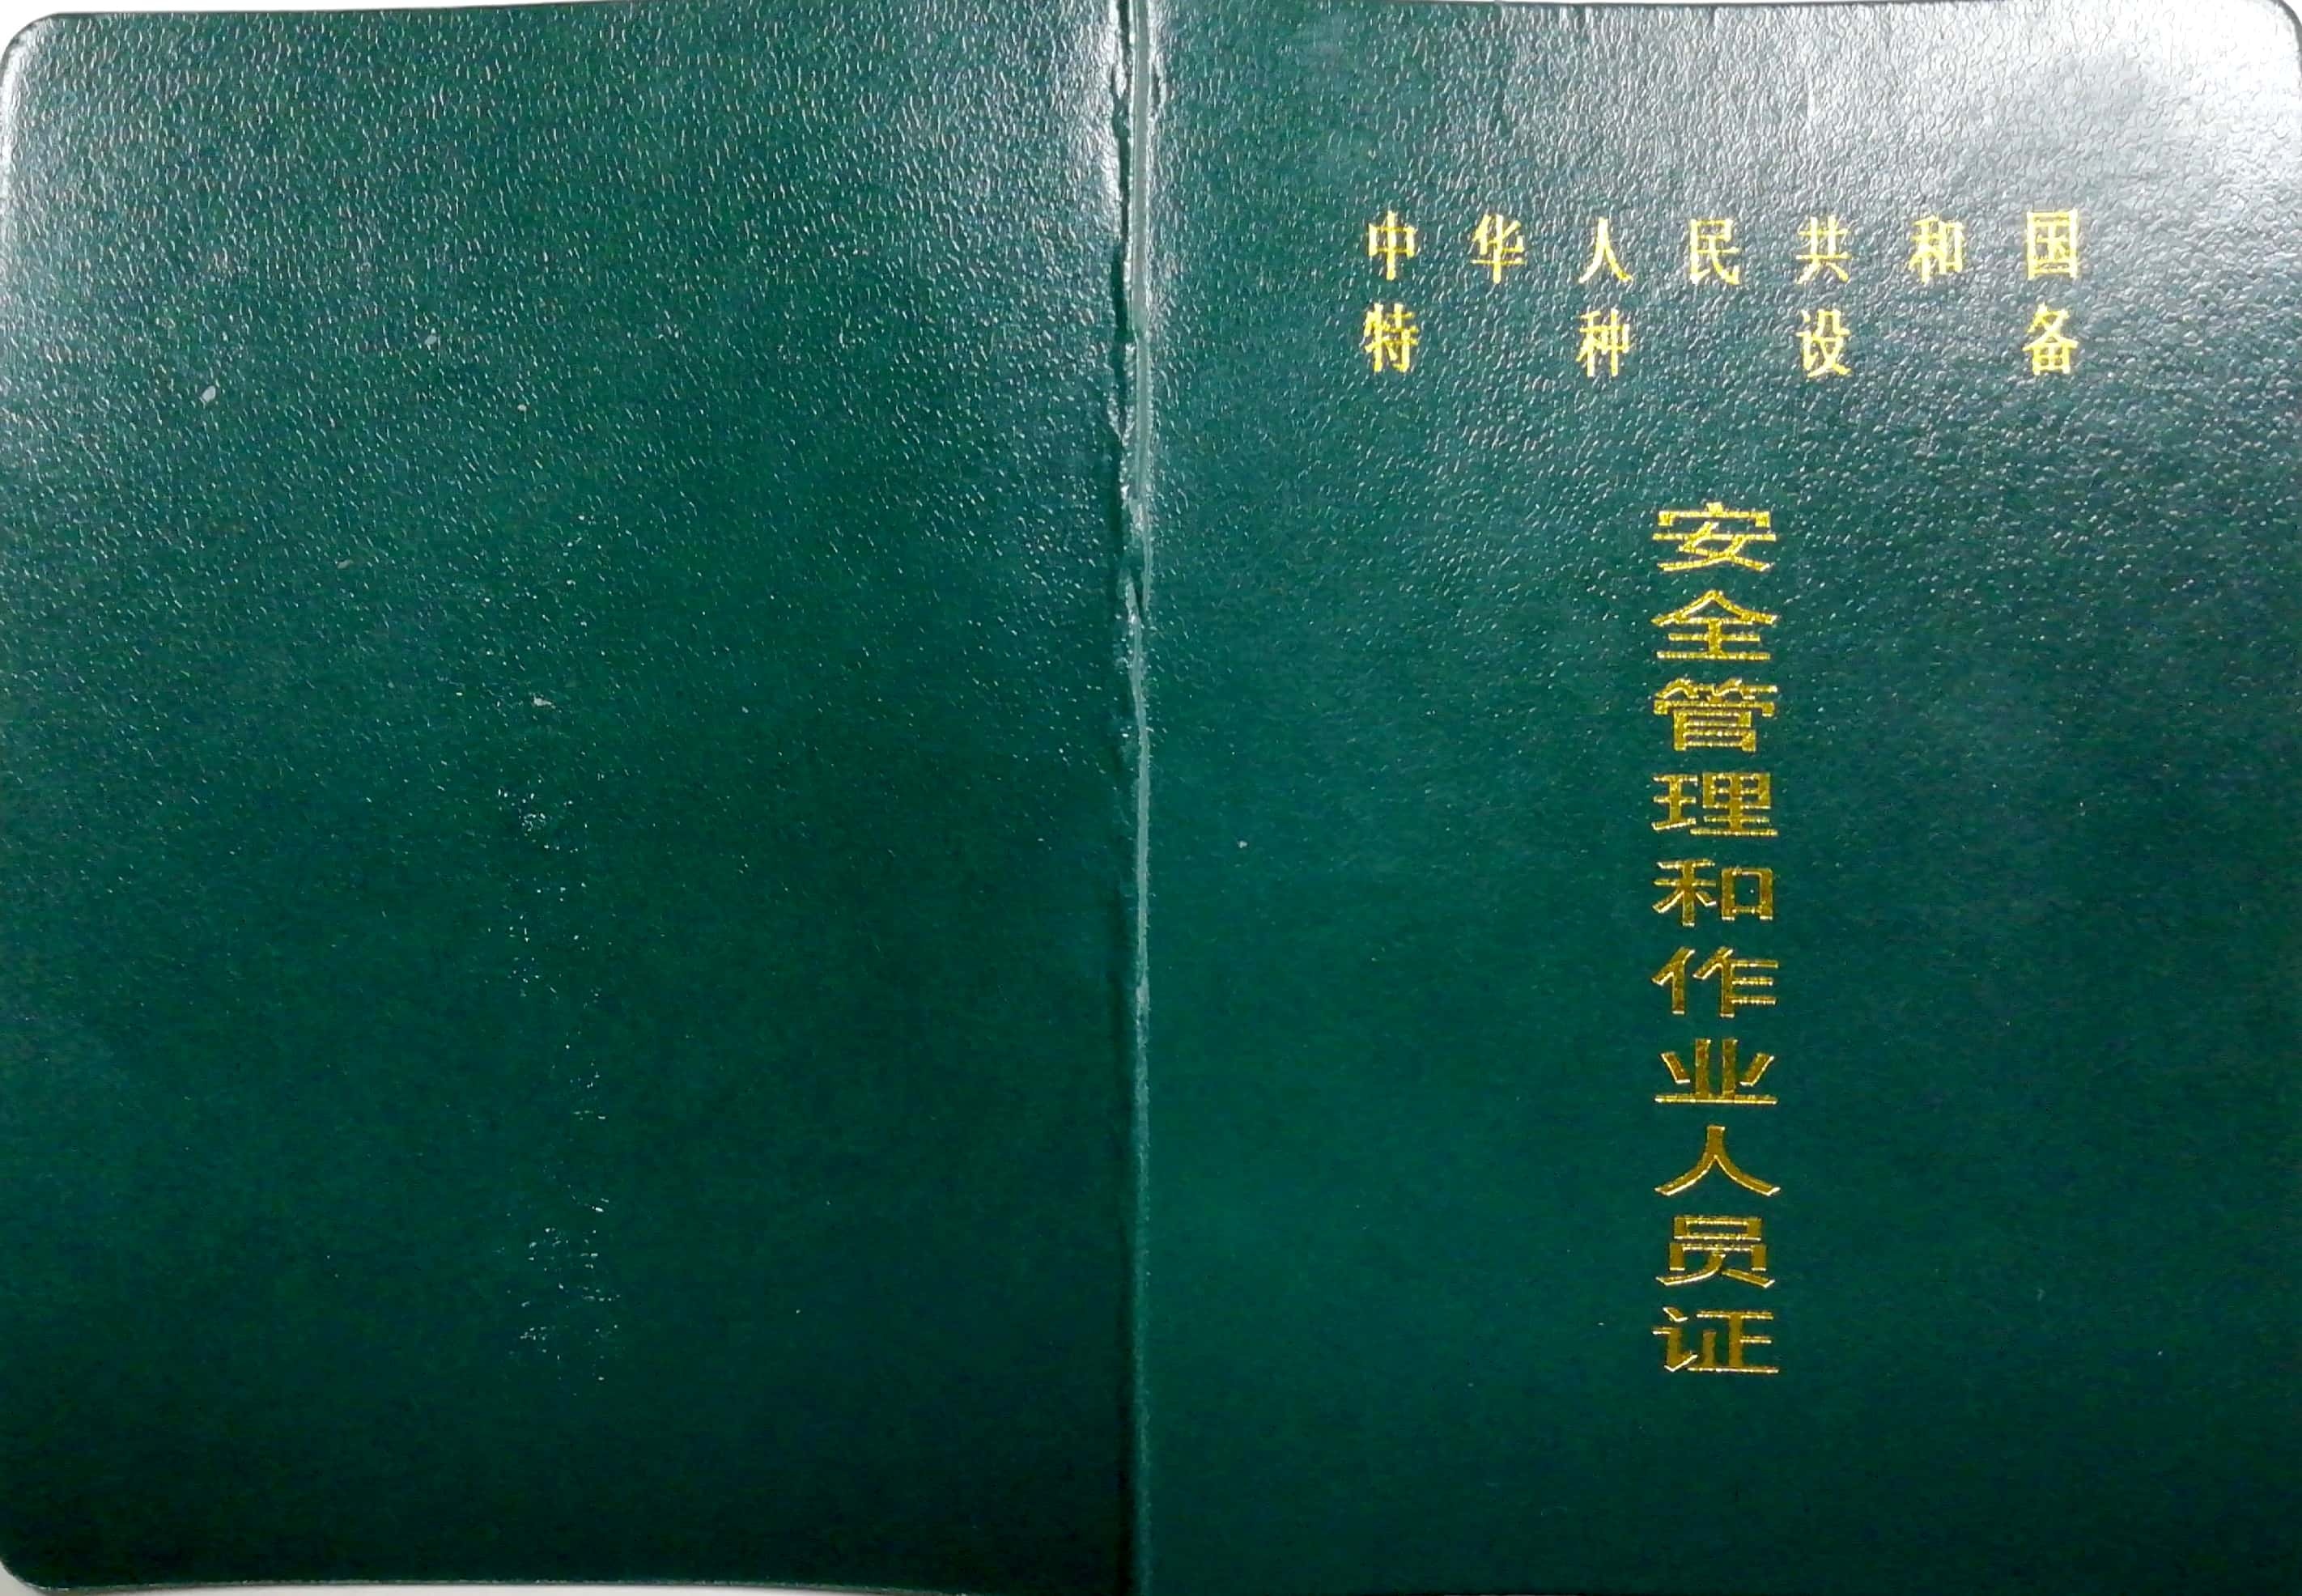 中华人民共和国
特种设备
安全管理和作业人员证